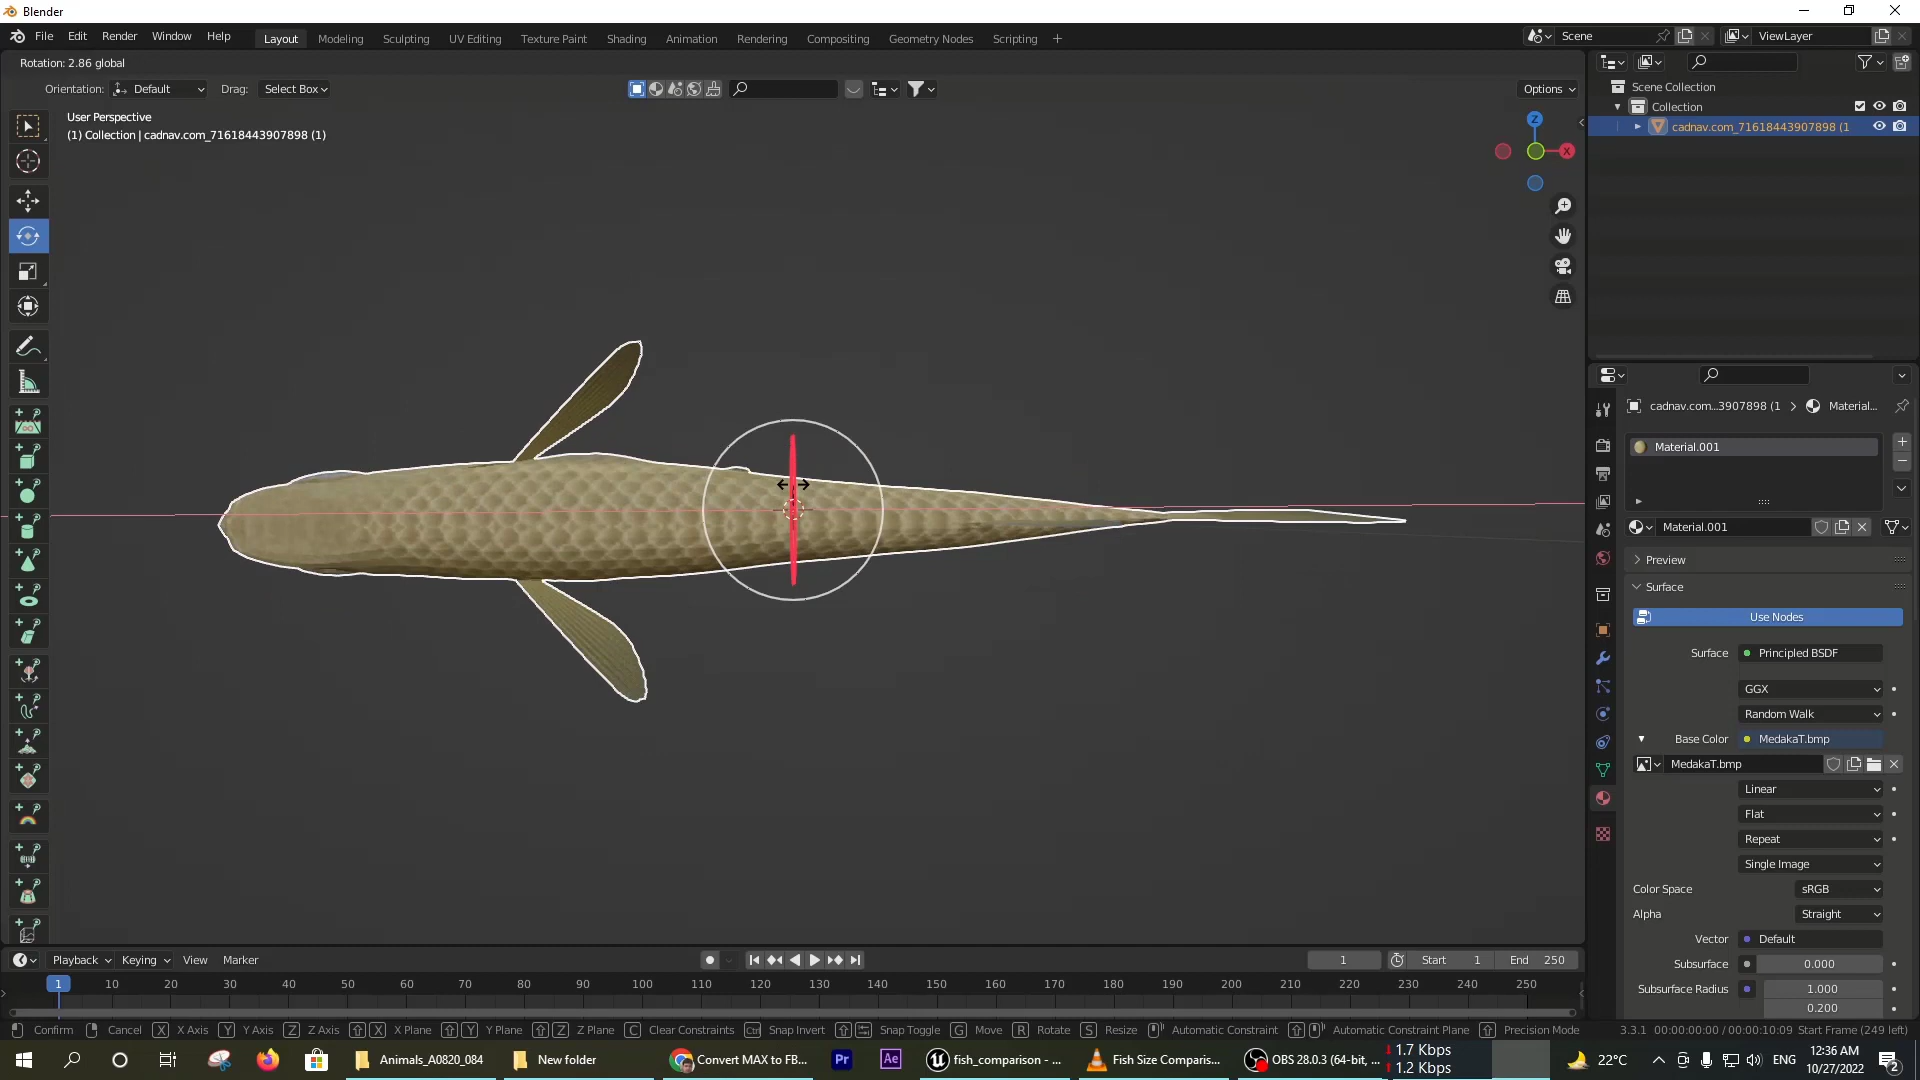 Blender
File Edit Render Window Help
Layout Modeling Sculpting UV Editing Texture Paint Shading Animation Rendering Compositing Geometry Nodes Scripting +
Scene
ViewLayer
Rotation: 2.86 global
Orientation: Default Drag: Select Box
Options
User Perspective
(1) Collection | cadnav.com_71618443907898 (1)
Z
X
Scene Collection
Collection
cadnav.com_71618443907898 (1
cadnav.com...3907898 (1 > Material...
Material.001
Material.001
Preview
Surface
Use Nodes
Surface Principled BSDF
GGX
Random Walk
Base Color MedakaT.bmp
MedakaT.bmp
Linear
Flat
Repeat
Single Image
Color Space sRGB
Alpha Straight
Vector Default
Subsurface 0.000
Subsurface Radius 1.000
0.200
Playback Keying View Marker
1 Start 1 End 250
1 10 20 30 40 50 60 70 80 90 100 110 120 130 140 150 160 170 180 190 200 210 220 230 240 250
Confirm Cancel X X Axis Y Y Axis Z Z Axis X X Plane Y Y Plane Z Z Plane C Clear Constraints Ctrl Snap Invert Snap Toggle G Move R Rotate S Resize Automatic Constraint Automatic Constraint Plane Precision Mode 3.3.1 00:00:00:00 / 00:00:10:09 Start Frame (249 left)
Animals_A0820_084 New folder Convert MAX to FB... Pr Ae fish_comparison - ... Fish Size Comparis... OBS 28.0.3 (64-bit, ...
1.7 Kbps
1.2 Kbps
22°C
ENG
12:36 AM
10/27/2022
2